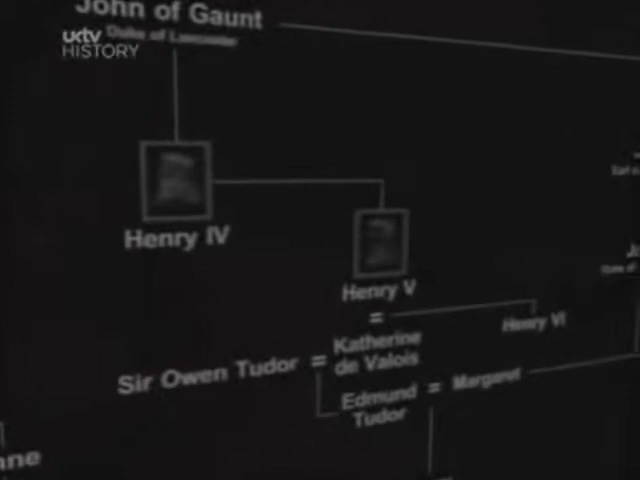 John of Gaunt
uktv
HISTORY
Duke of Lancaster
Henry IV
Henry V
=
Katherine
de Valois
Henry VI
Sir Owen Tudor =
Edmund
Tudor
= Margaret